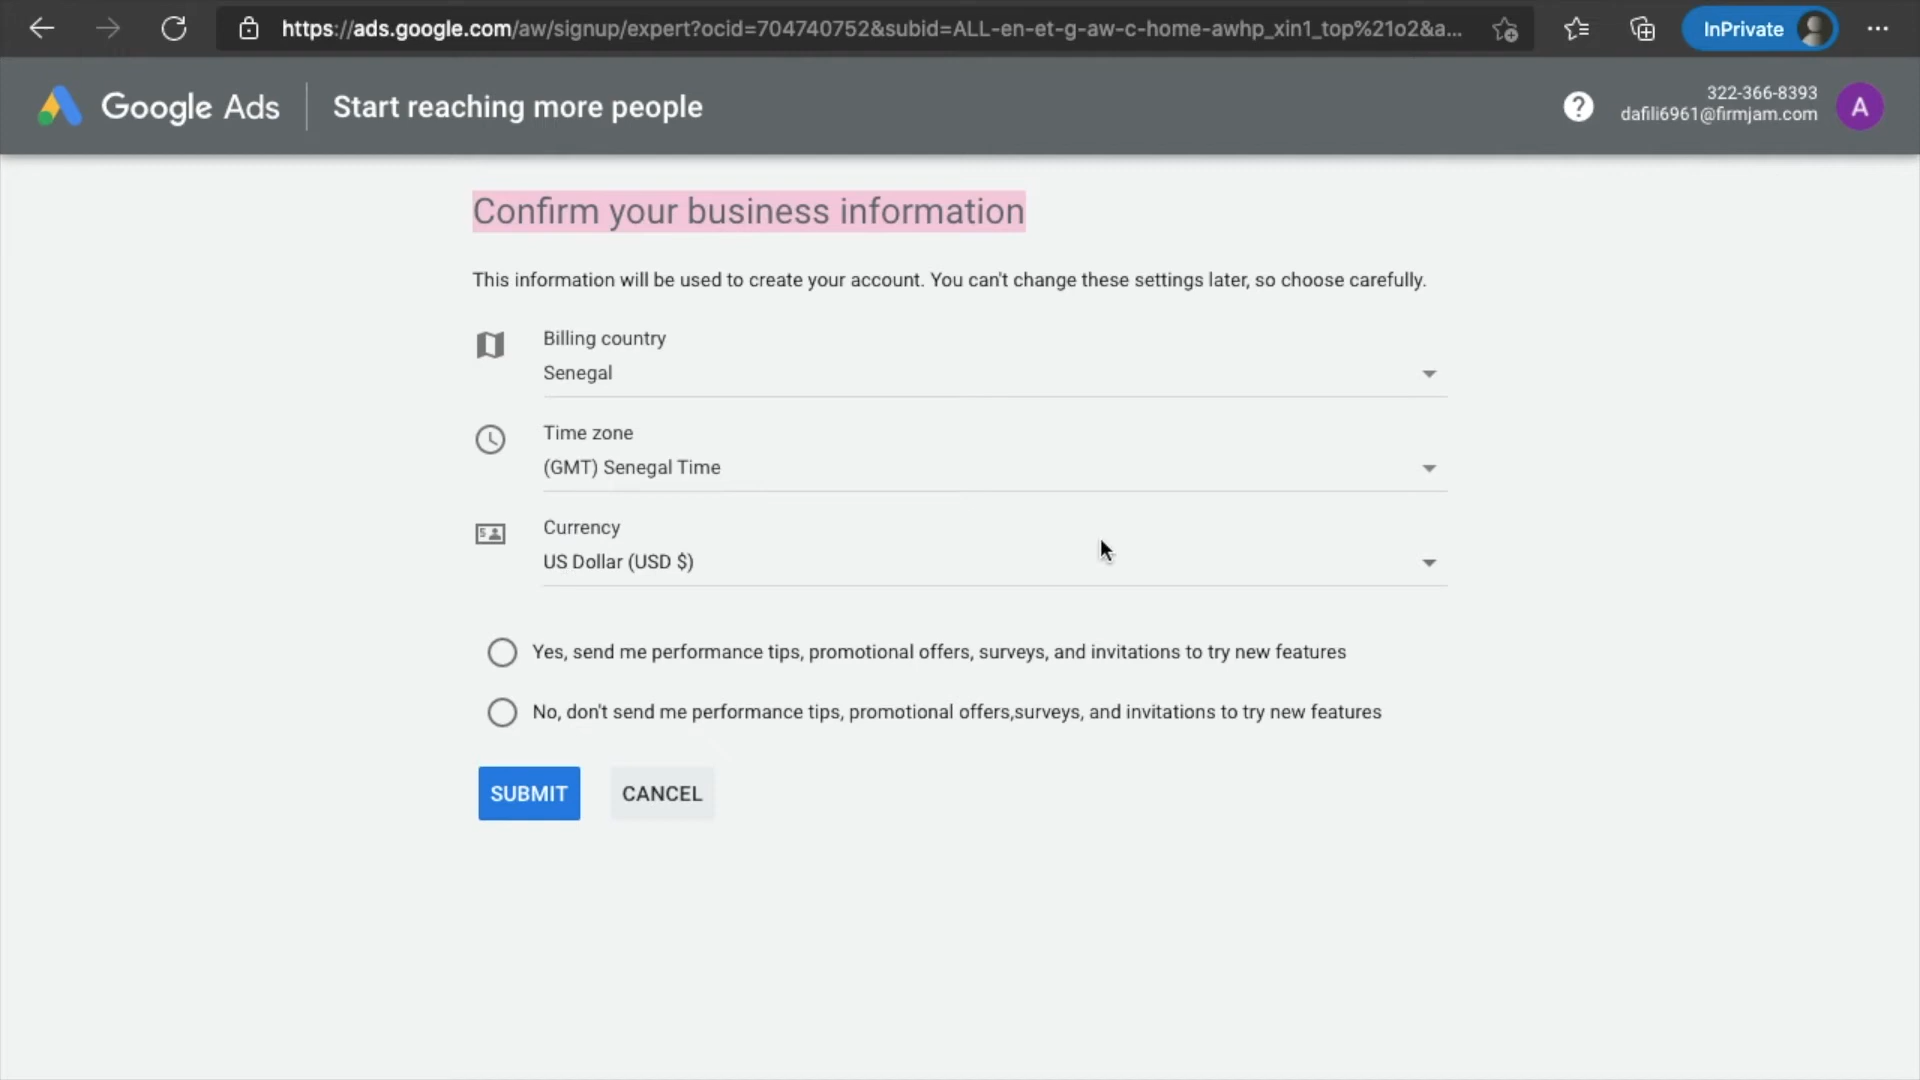 https://ads.google.com/aw/signup/expert?ocid=704740752&subid=ALL-en-et-g-aw-c-home-awhp_xin1_top%21o2&a...
InPrivate
Google Ads
Start reaching more people
322-366-8393
dafili6961@firmjam.com
A
Confirm your business information
This information will be used to create your account. You can't change these settings later, so choose carefully.
Billing country
Senegal
Time zone
(GMT) Senegal Time
Currency
US Dollar (USD $)
Yes, send me performance tips, promotional offers, surveys, and invitations to try new features
No, don't send me performance tips, promotional offers,surveys, and invitations to try new features
SUBMIT
CANCEL